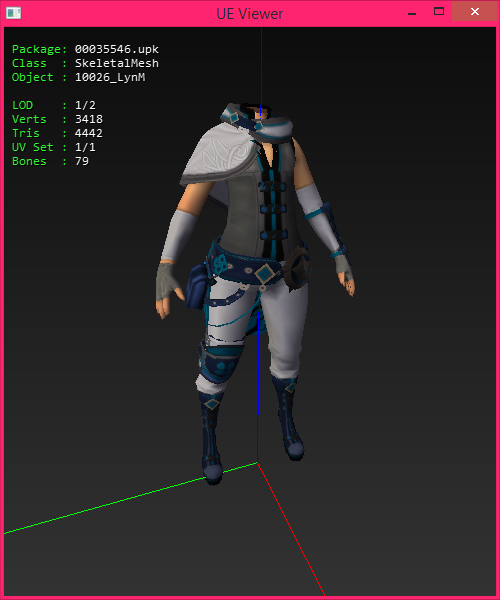 UE Viewer
Package: 00035546.upk
Class : SkeletalMesh
Object : 10026_LynM
LOD : 1/2
Verts : 3418
Tris : 4442
UV Set : 1/1
Bones : 79